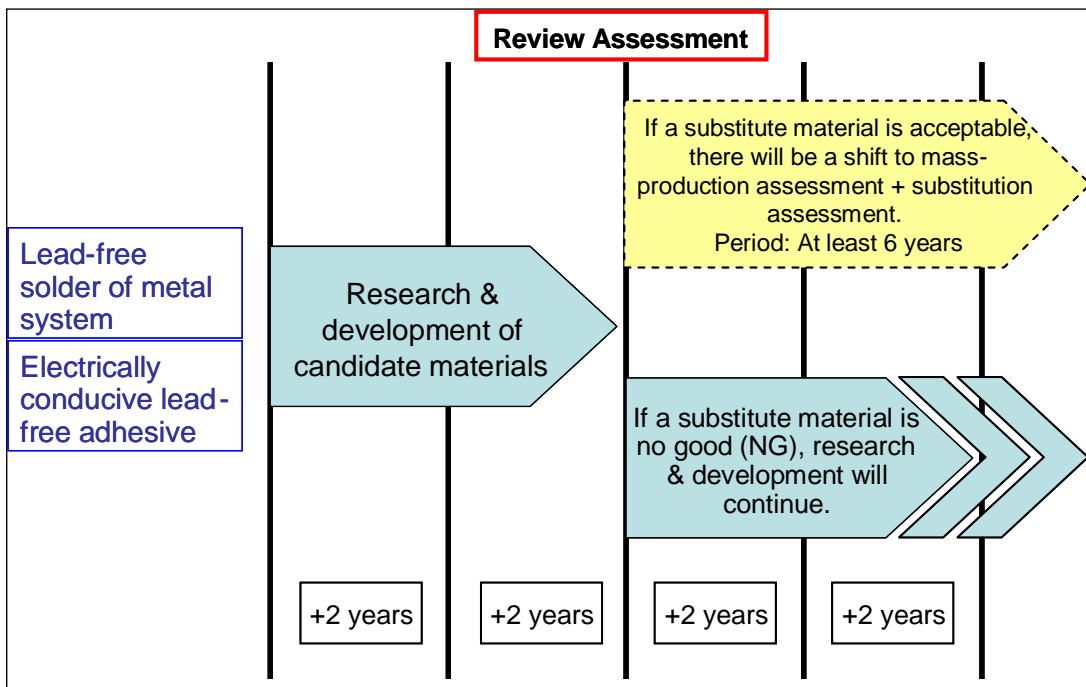 Review Assessment
If a substitute material is acceptable,
there will be a shift to mass-
production assessment + substitution
assessment.
Period: At least 6 years
Lead-free
solder of metal
system
Electrically
conducive lead-
free adhesive
Research &
development of
candidate materials
If a substitute material is
no good (NG), research
& development will
continue.
+2 years
+2 years
+2 years
+2 years